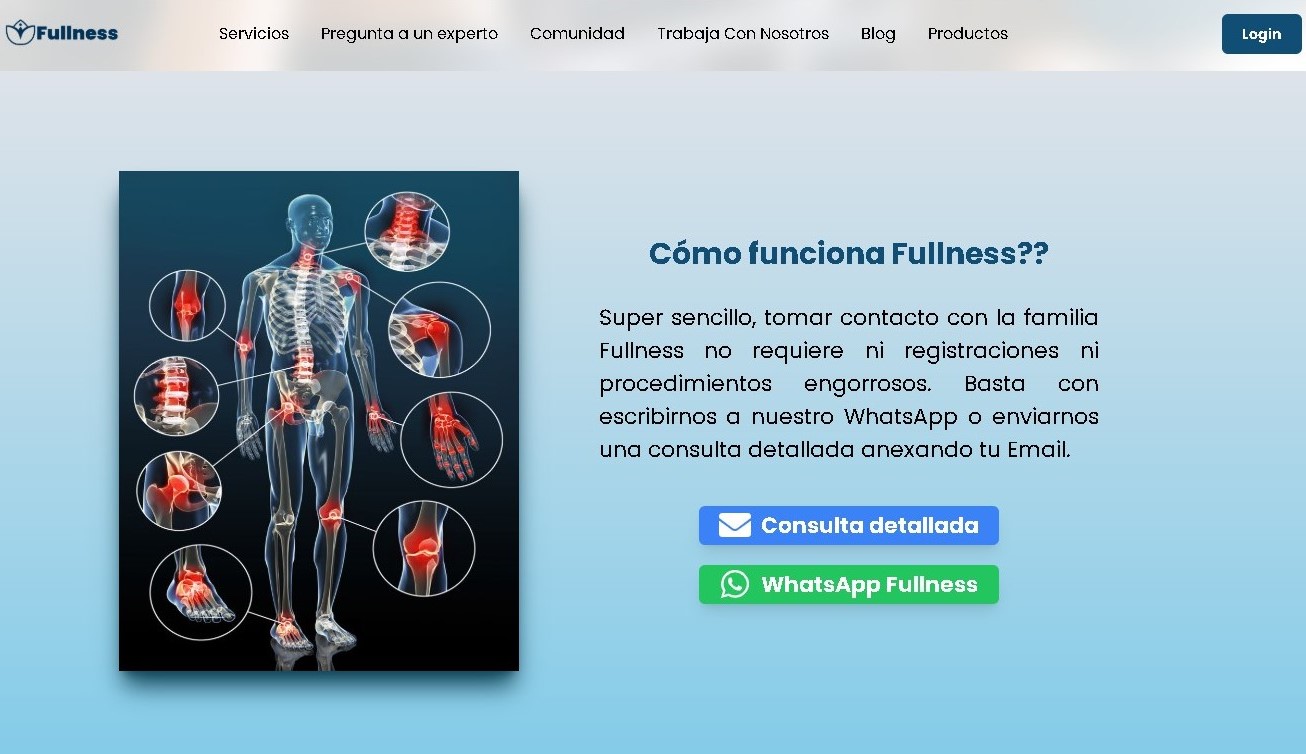 Fullness
Servicios
Pregunta a un experto
Comunidad
Trabaja Con Nosotros
Blog
Productos
Login
Cómo funciona Fullness??
Super sencillo, tomar contacto con la familia
Fullness no requiere ni registraciones ni
procedimientos engorrosos. Basta con
escribirnos a nuestro WhatsApp o enviarnos
una consulta detallada anexando tu Email.
Consulta detallada
WhatsApp Fullness